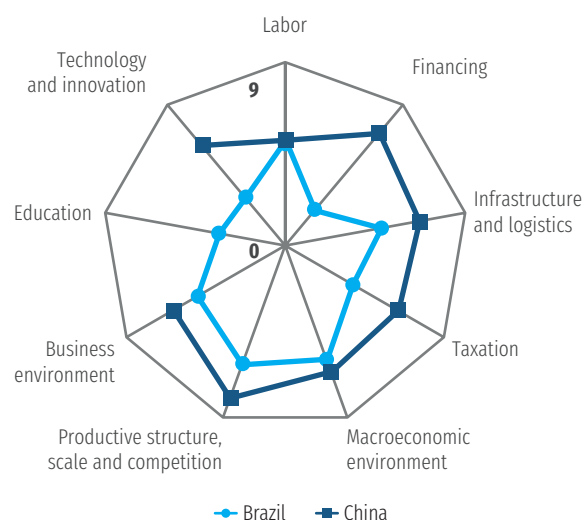 Labor
Technology
and innovation
Financing
9
Infrastructure
and logistics
Education
0
Taxation
Business
environment
Productive structure,
scale and competition
Macroeconomic
environment
Brazil
China